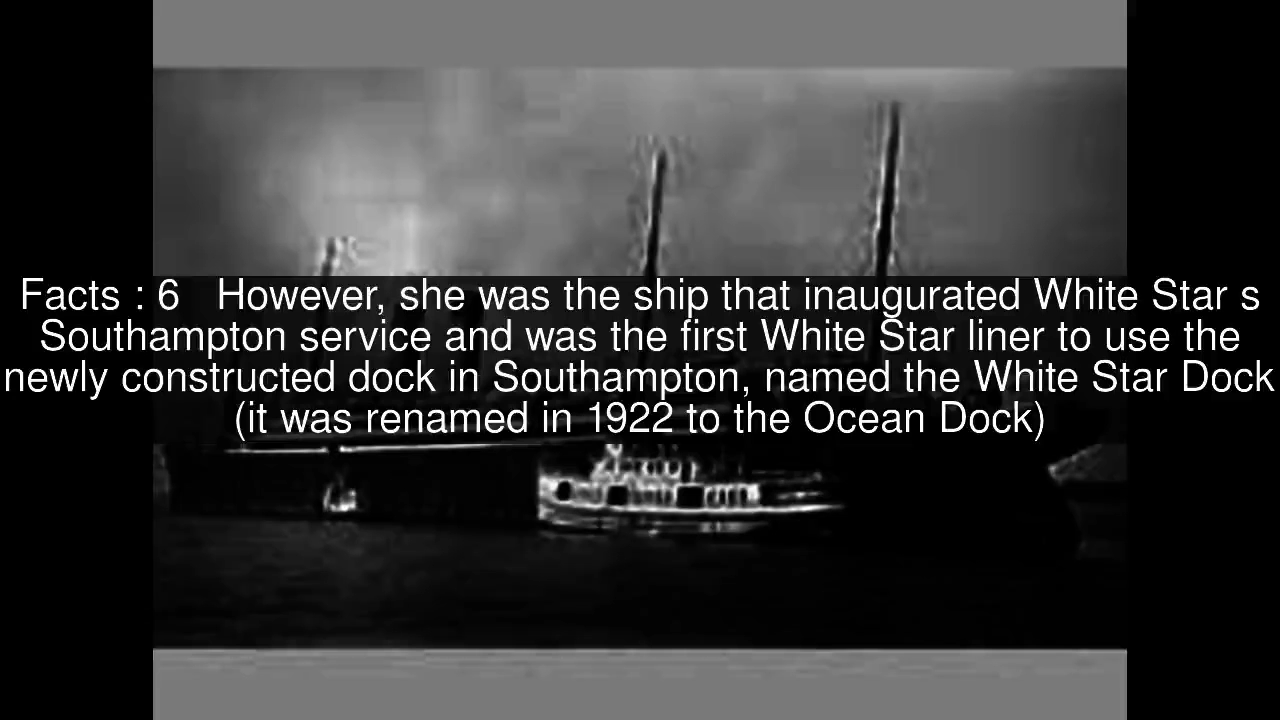 Facts : 6 However, she was the ship that inaugurated White Star s
Southampton service and was the first White Star liner to use the
newly constructed dock in Southampton, named the White Star Dock
(it was renamed in 1922 to the Ocean Dock)